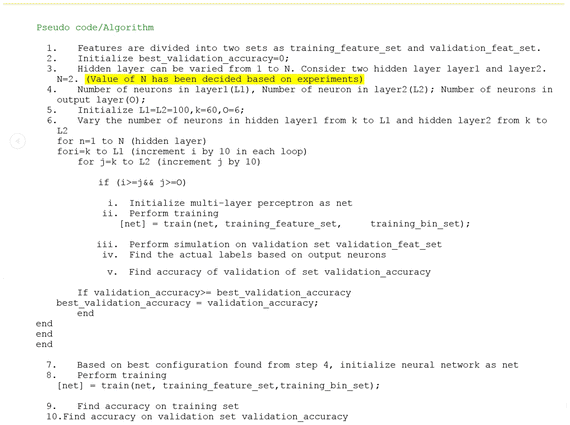 Pseudo code/Algorithm
1. Features are divided into two sets as training_feature_set and validation_feat_set.
2. Initialize best_validation_accuracy=0;
3. Hidden layer can be varied from 1 to N. Consider two hidden layer layer1 and layer2.
N=2. (Value of N has been decided based on experiments)
4. Number of neurons in layer1(L1), Number of neuron in layer2(L2); Number of neurons in
output layer(O);
5. Initialize L1=L2=100,k=60,O=6;
6. Vary the number of neurons in hidden layer1 from k to L1 and hidden layer2 from k to
L2
for n=1 to N (hidden layer)
fori=k to L1 (increment i by 10 in each loop)
for j=k to L2 (increment j by 10)
if (i>=j&& j>=O)
i. Initialize multi-layer perceptron as net
ii. Perform training
[net] = train(net, training_feature_set, training_bin_set);
iii. Perform simulation on validation set validation_feat_set
iv. Find the actual labels based on output neurons
v. Find accuracy of validation of set validation_accuracy
If validation_accuracy>= best_validation_accuracy
best_validation_accuracy = validation_accuracy;
end
end
end
end
7. Based on best configuration found from step 4, initialize neural network as net
8. Perform training
[net] = train(net, training_feature_set,training_bin_set);
9. Find accuracy on training set
10.Find accuracy on validation set validation_accuracy